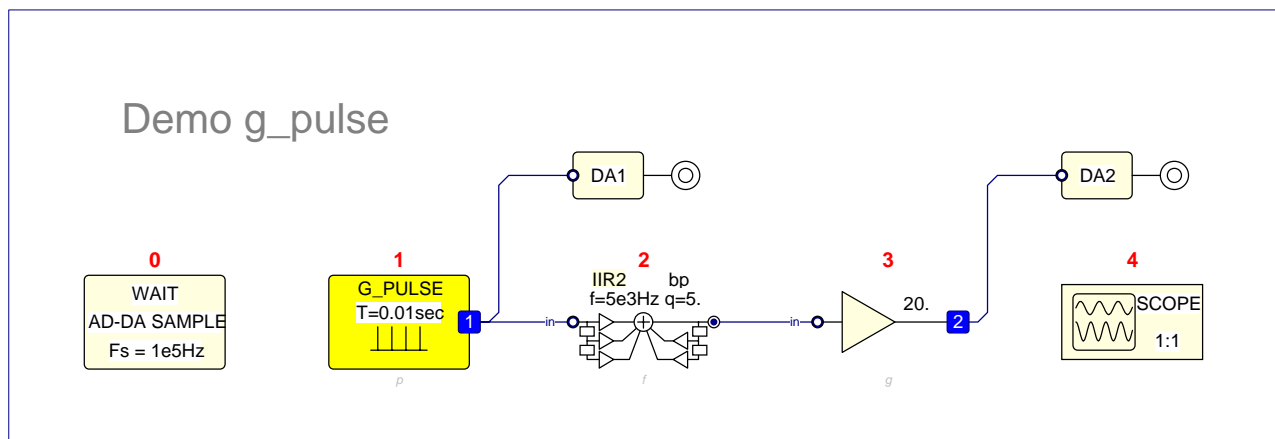 Demo g_pulse
DA1
DA2
0
1
2
3
4
WAIT
AD-DA SAMPLE
Fs = 1e5Hz
G_PULSE
T=0.01sec
1
p
in
IIR2 bp
f=5e3Hz q=5.
f
in
20.
g
2
SCOPE
1:1